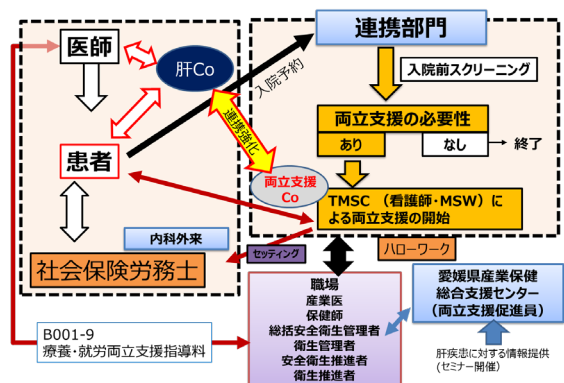 医師
肝Co
患者
内科外来
社会保険労務士
入院予約
連携強化
連携部門
入院前スクリーニング
両立支援の必要性
あり
なし
終了
両立支援
Co
TMSC （看護師・MSW）に
よる両立支援の開始
セッティング
ハローワーク
職場
産業医
保健師
総括安全衛生管理者
衛生管理者
安全衛生推進者
衛生推進者
愛媛県産業保健
総合支援センター
（両立支援促進員）
肝疾患に対する情報提供
(セミナー開催）
B001-9
療養・就労両立支援指導料